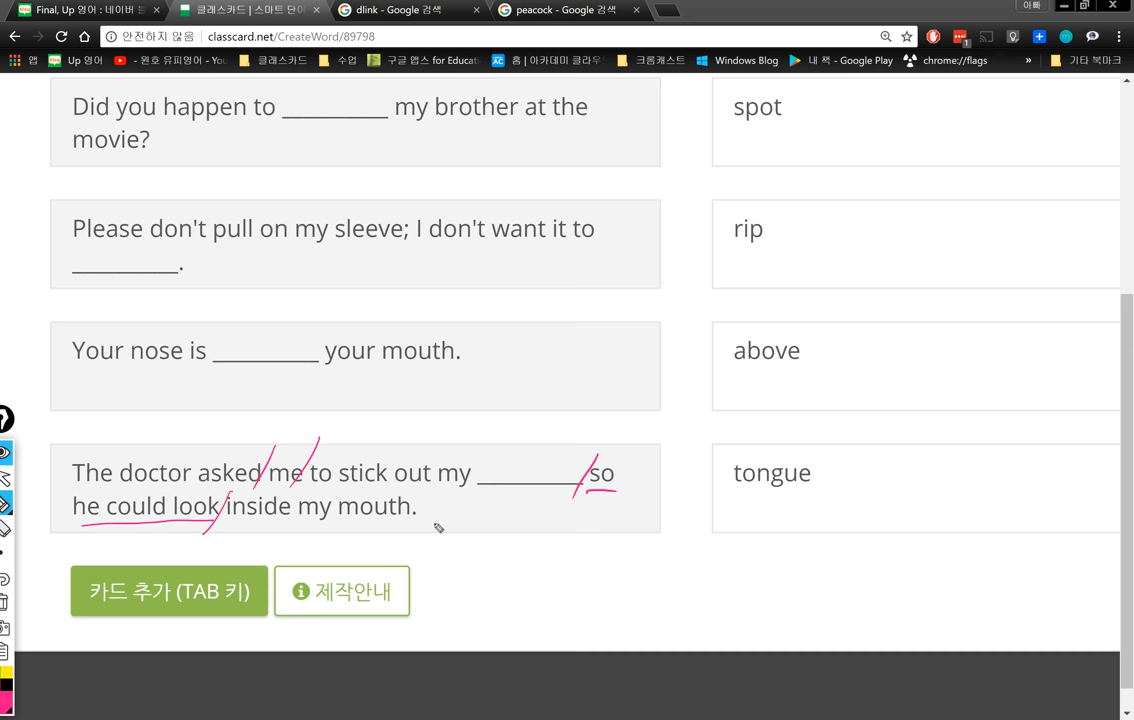 Final, Up 영어 : 네이버 블
클래스카드 | 스마트 단어
dlink - Google 검색
peacock - Google 검색
아빠
안전하지 않음
classcard.net/CreateWord/89798
앱
Up 영어
- 원호 유피영어 - You
클래스카드
수업
구글 앱스 for Educati
홈 | 아카데미 클라우
크롬캐스트
Windows Blog
내 책 - Google Play
chrome://flags
»
기타 북마크
Did you happen to __________ my brother at the
movie?
spot
Please don't pull on my sleeve; I don't want it to
__________.
rip
Your nose is __________ your mouth.
above
The doctor asked me to stick out my __________ so
he could look inside my mouth.
tongue
카드 추가 (TAB 키)
제작안내